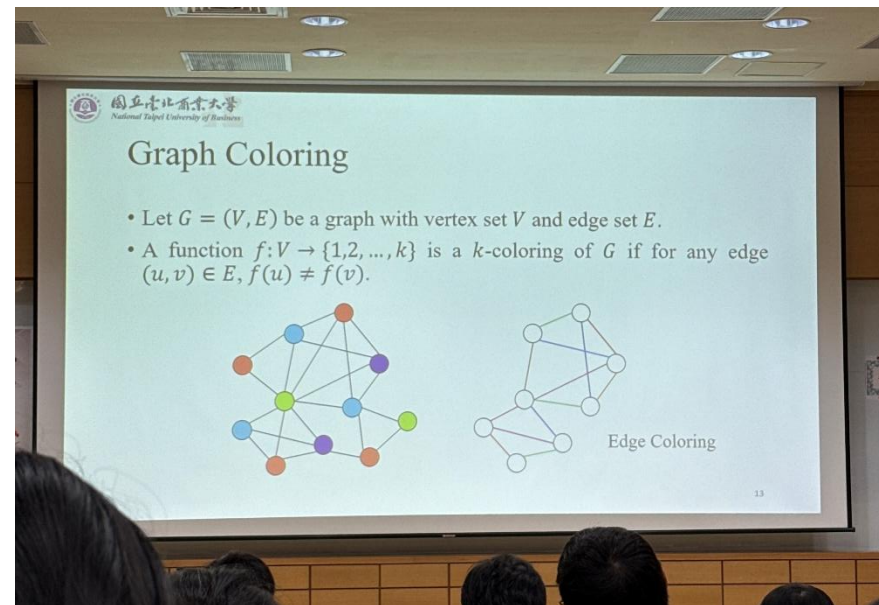 國立臺北商業大學
National Taipei University of Business
Graph Coloring
• Let G = (V, E) be a graph with vertex set V and edge set E.
• A function f: V → {1,2, ..., k} is a k-coloring of G if for any edge
(u, v) ∈ E, f(u) ≠ f(v).
Edge Coloring
13